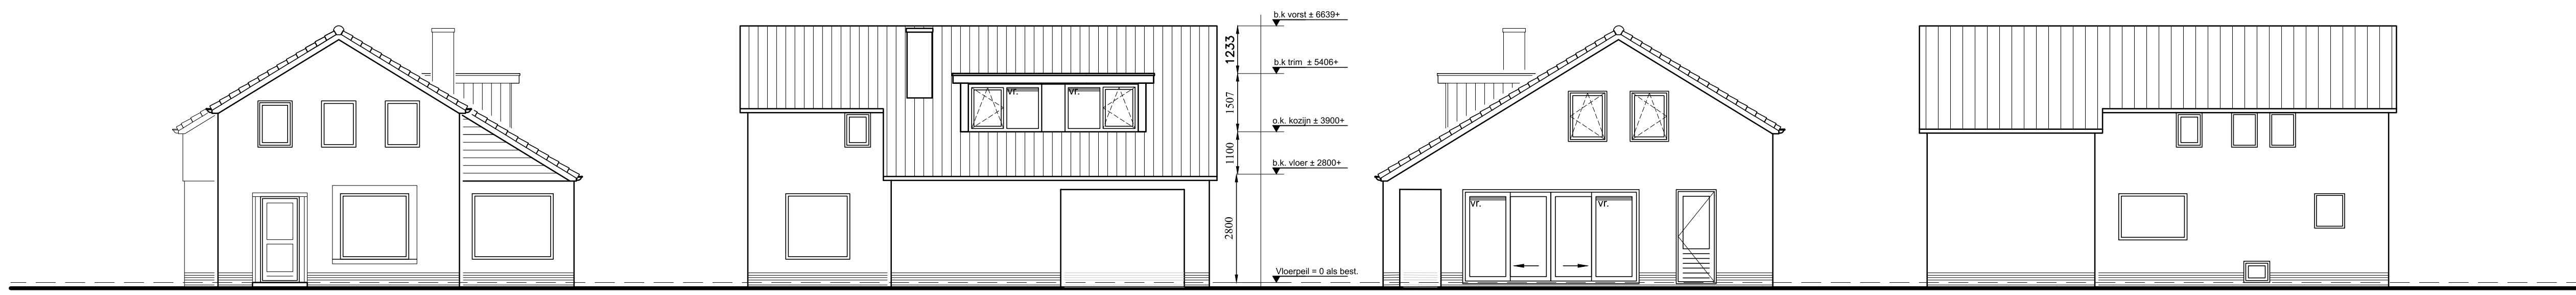 b.k vorst ± 6639+
1233
b.k trim ± 5406+
vr.
vr.
1507
o.k. kozijn ± 3900+
1100
b.k. vloer ± 2800+
vr.
vr.
2800
Vloerpeil = 0 als best.